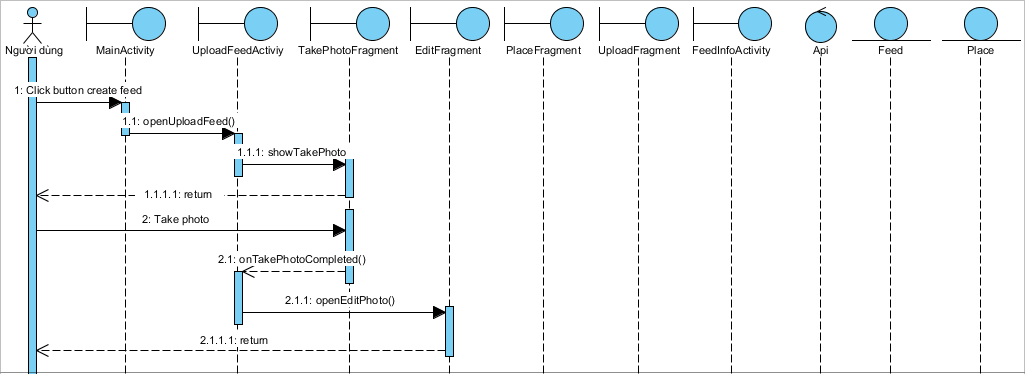 Người dùng
MainActivity
UploadFeedActiviy
TakePhotoFragment
EditFragment
PlaceFragment
UploadFragment
FeedInfoActivity
Api
Feed
Place
1: Click button create feed
1.1: openUploadFeed()
1.1.1: showTakePhoto
1.1.1.1: return
2: Take photo
2.1: onTakePhotoCompleted()
2.1.1: openEditPhoto()
2.1.1.1: return